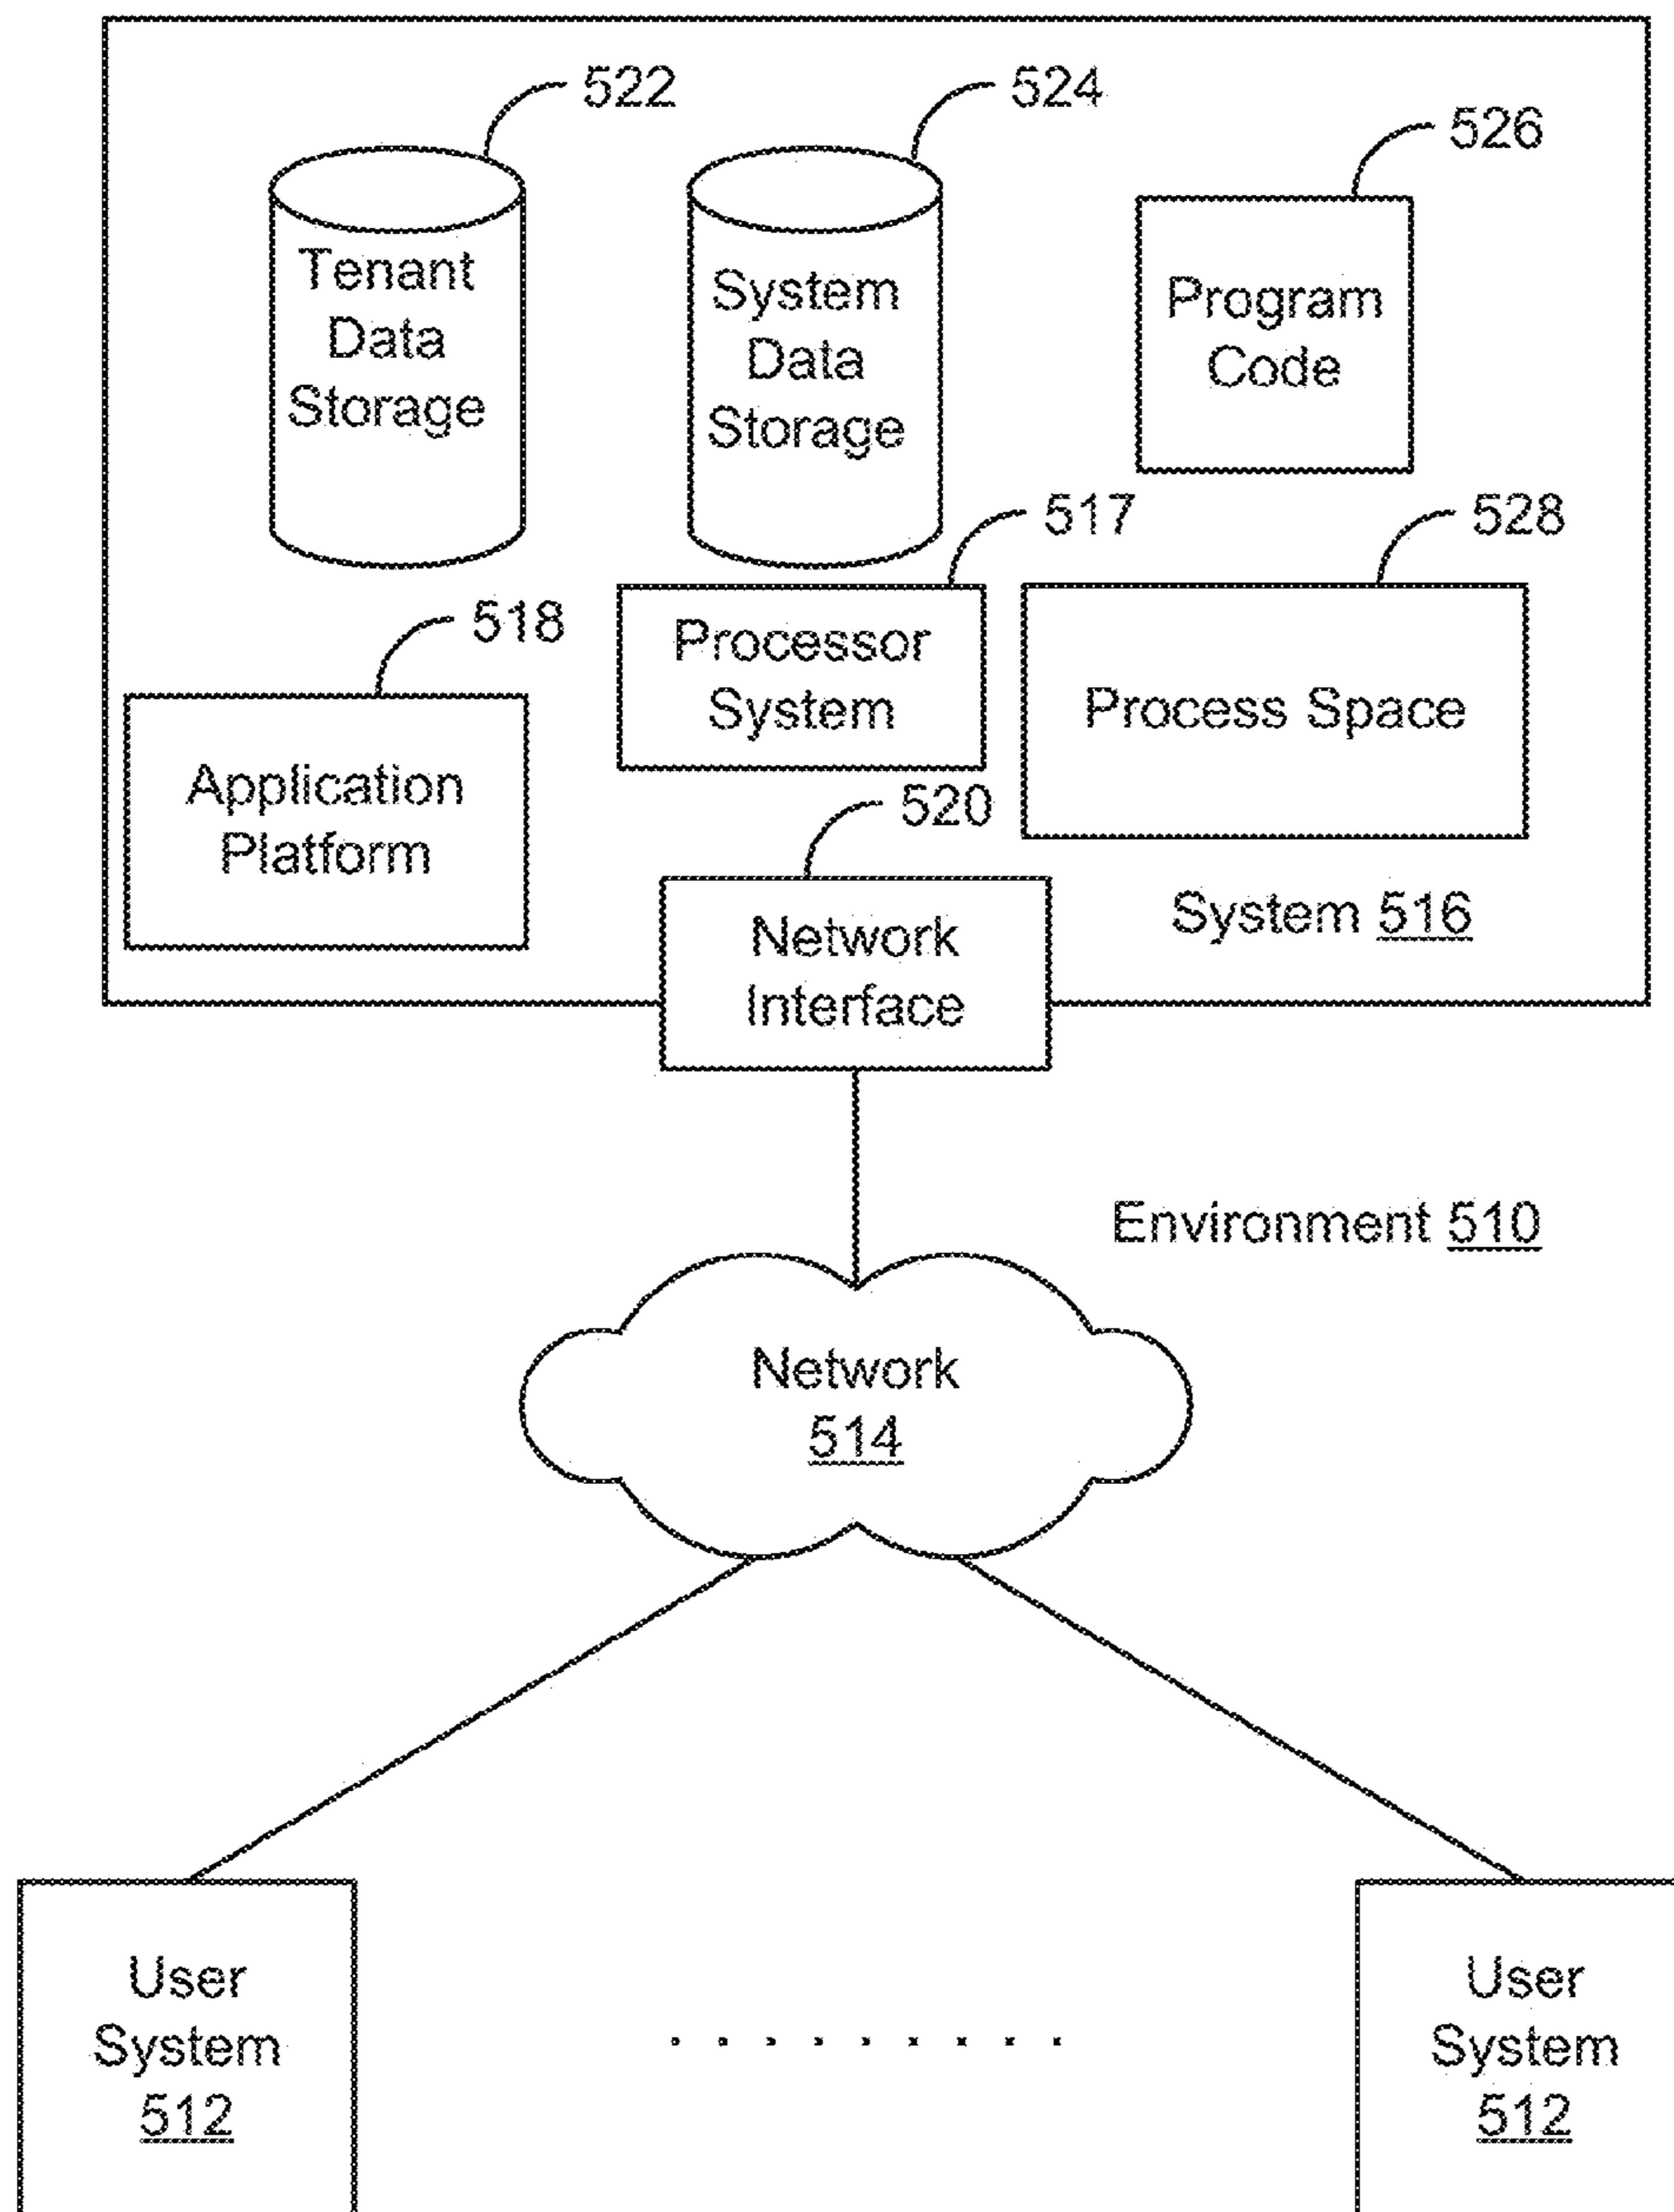 522
524
526
Tenant
Data
Storage
System
Data
Storage
Program
Code
517
528
518
Processor
System
Process Space
Application
Platform
520
Network
Interface
System 516
Environment 510
Network
514
User
System
512
User
System
512